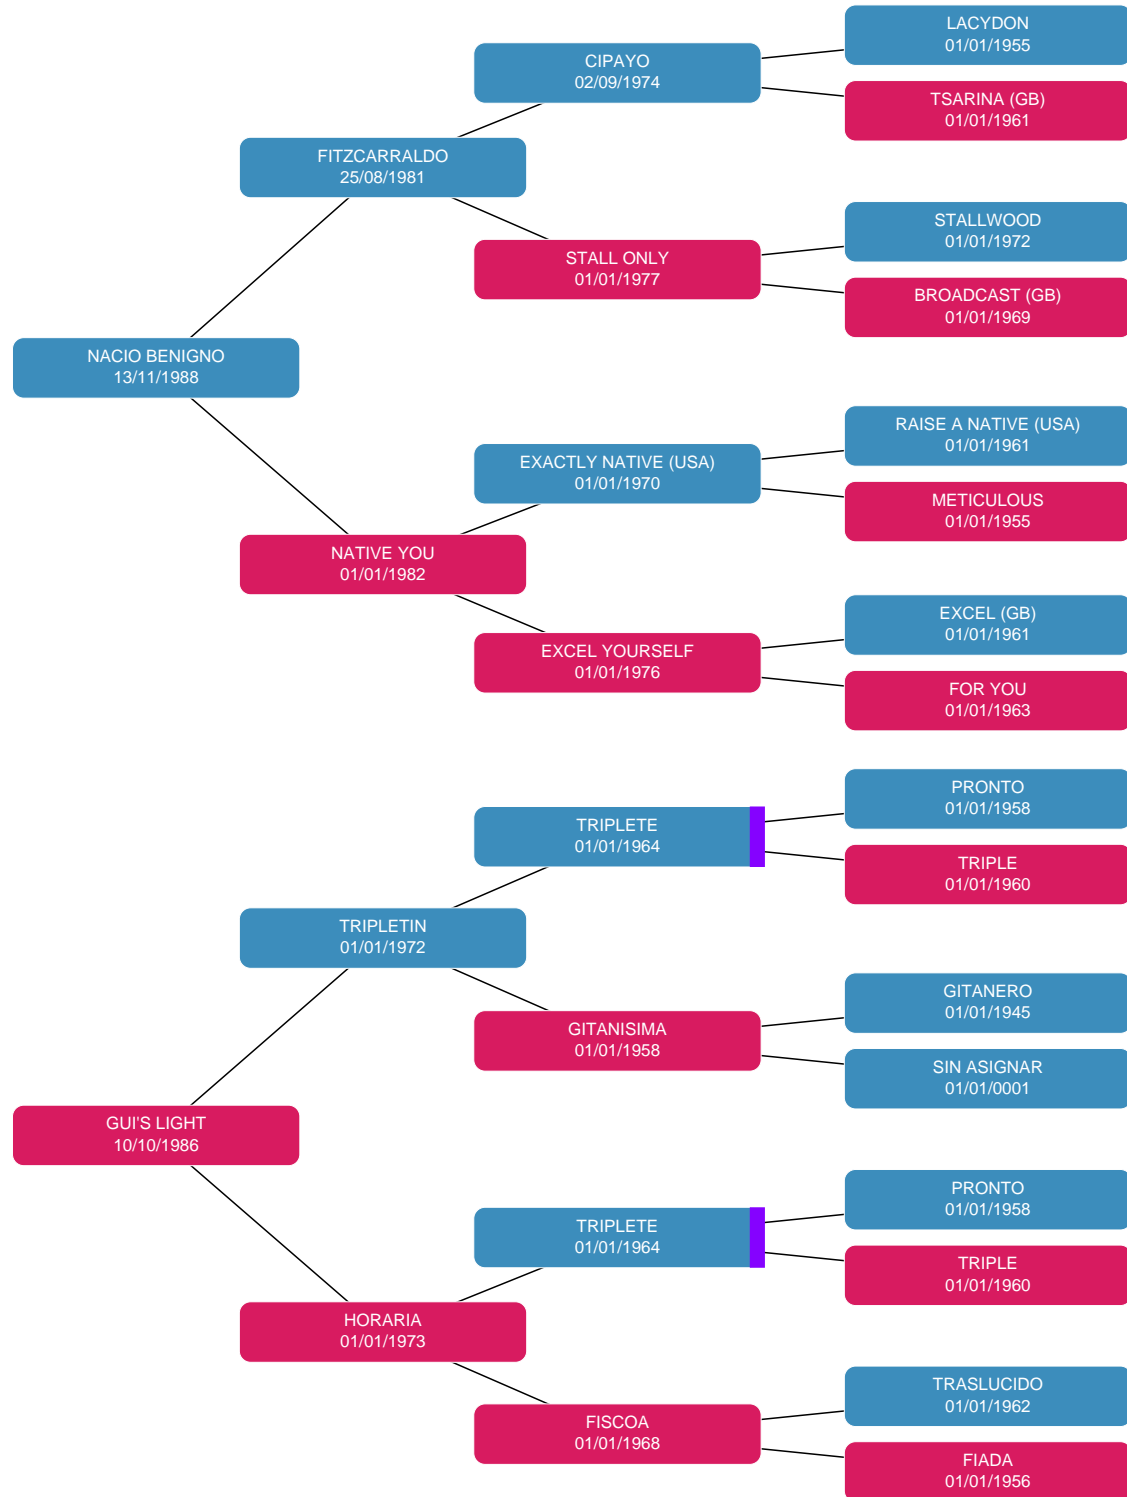 LACYDON
01/01/1955
CIPAYO
02/09/1974
TSARINA (GB)
01/01/1961
FITZCARRALDO
25/08/1981
STALLWOOD
01/01/1972
STALL ONLY
01/01/1977
BROADCAST (GB)
01/01/1969
NACIO BENIGNO
13/11/1988
RAISE A NATIVE (USA)
01/01/1961
EXACTLY NATIVE (USA)
01/01/1970
METICULOUS
01/01/1955
NATIVE YOU
01/01/1982
EXCEL (GB)
01/01/1961
EXCEL YOURSELF
01/01/1976
FOR YOU
01/01/1963
PRONTO
01/01/1958
TRIPLETE
01/01/1964
TRIPLE
01/01/1960
TRIPLETIN
01/01/1972
GITANERO
01/01/1945
GITANISIMA
01/01/1958
SIN ASIGNAR
01/01/0001
GUI'S LIGHT
10/10/1986
PRONTO
01/01/1958
TRIPLETE
01/01/1964
TRIPLE
01/01/1960
HORARIA
01/01/1973
TRASLUCIDO
01/01/1962
FISCOA
01/01/1968
FIADA
01/01/1956